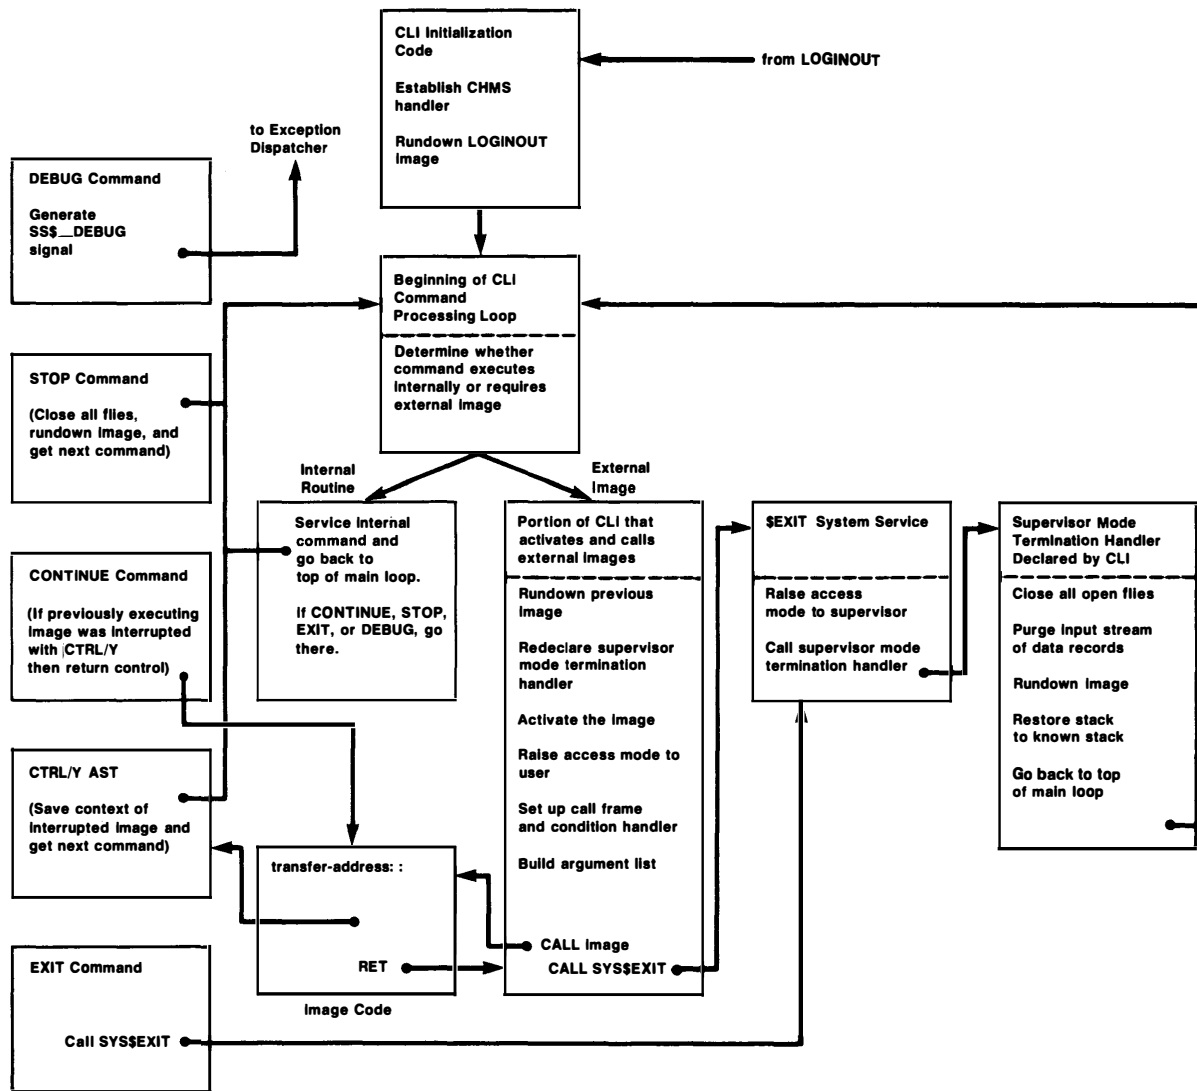 CLI Initialization
Code
Establish CHMS
handler
Rundown LOGINOUT
image
from LOGINOUT
to Exception
Dispatcher
DEBUG Command
Generate
SS$_DEBUG
signal
Beginning of CLI
Command
Processing Loop
Determine whether
command executes
internally or requires
external image
STOP Command
(Close all files,
rundown image, and
get next command)
Internal
Routine
External
Image
Service internal
command and
go back to
top of main loop.
If CONTINUE, STOP,
EXIT, or DEBUG, go
there.
Portion of CLI that
activates and calls
external images
Rundown previous
image
Redeclare supervisor
mode termination
handler
Activate the image
Raise access mode to
user
Set up call frame
and condition handler
Build argument list
CALL image
CALL SYS$EXIT
$EXIT System Service
Raise access
mode to supervisor
Call supervisor mode
termination handler
Supervisor Mode
Termination Handler
Declared by CLI
Close all open files
Purge input stream
of data records
Rundown image
Restore stack
to known stack
Go back to top
of main loop
CONTINUE Command
(If previously executing
image was interrupted
with CTRL/Y
then return control)
CTRL/Y AST
(Save context of
interrupted image and
get next command)
transfer-address: :
RET
Image Code
EXIT Command
Call SYS$EXIT